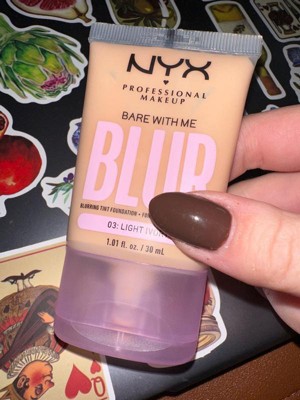 NYX
PROFESSIONAL
MAKEUP
BARE WITH ME
BLUR
BLURRING TINT FOUNDATION •
03: LIGHT
1.01 fl. oz. / 30 mL